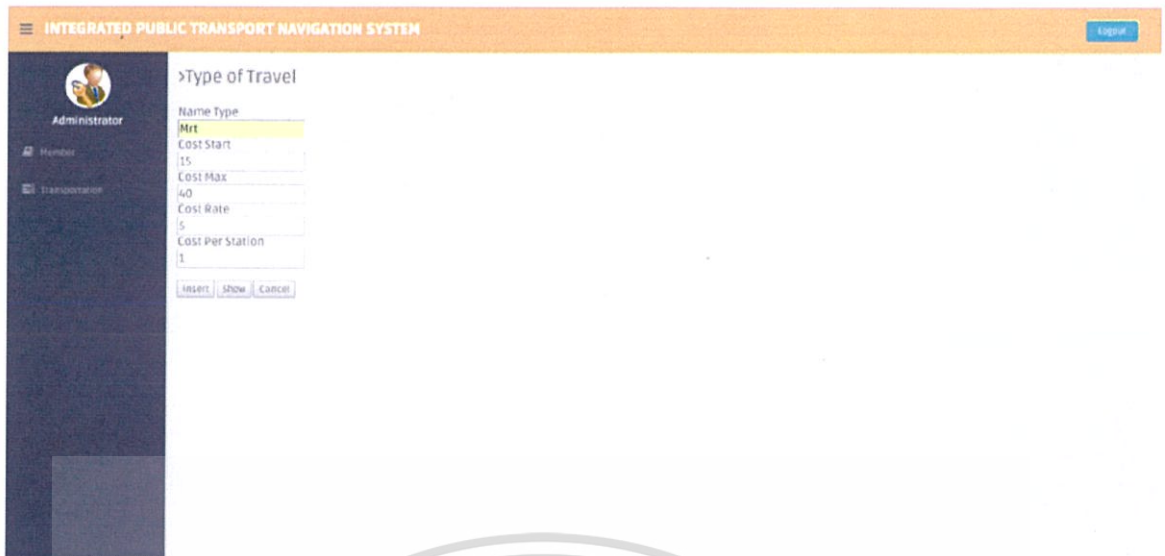 INTEGRATED PUBLIC TRANSPORT NAVIGATION SYSTEM
Logout
Administrator
Member
Transportation
>Type of Travel
Name Type
Mrt
Cost Start
15
Cost Max
40
Cost Rate
5
Cost Per Station
1
Insert Show Cancel